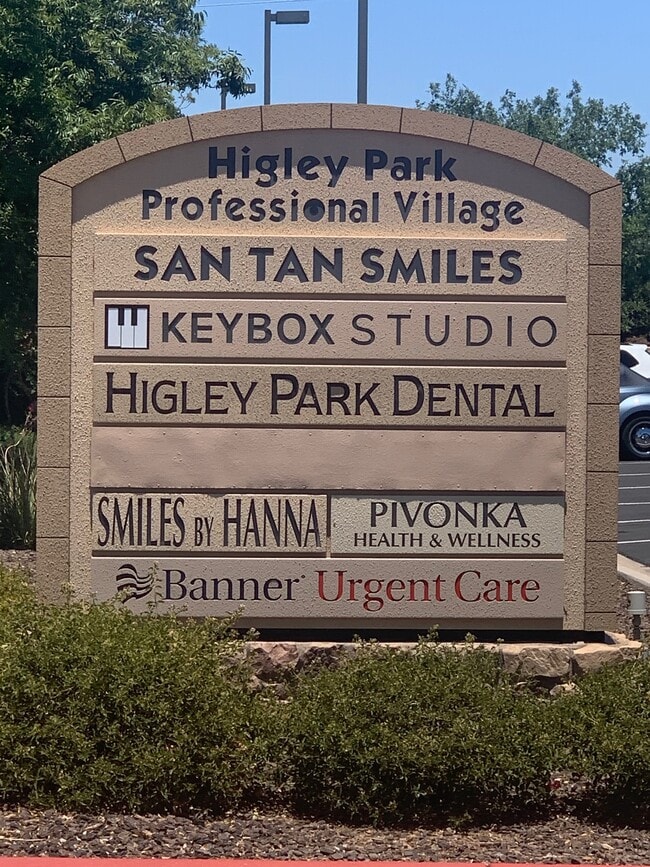 Higley Park
Professional Village
SAN TAN SMILES
KEYBOX STUDIO
HIGLEY PARK DENTAL
SMILES BY HANNA
PIVONKA
HEALTH & WELLNESS
Banner Urgent Care